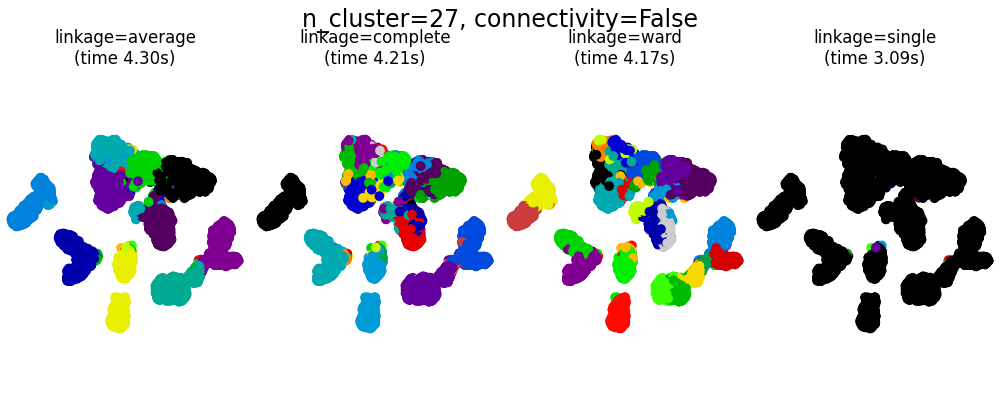 n_cluster=27, connectivity=False
linkage=average
(time 4.30s)
linkage=complete
(time 4.21s)
linkage=ward
(time 4.17s)
linkage=single
(time 3.09s)